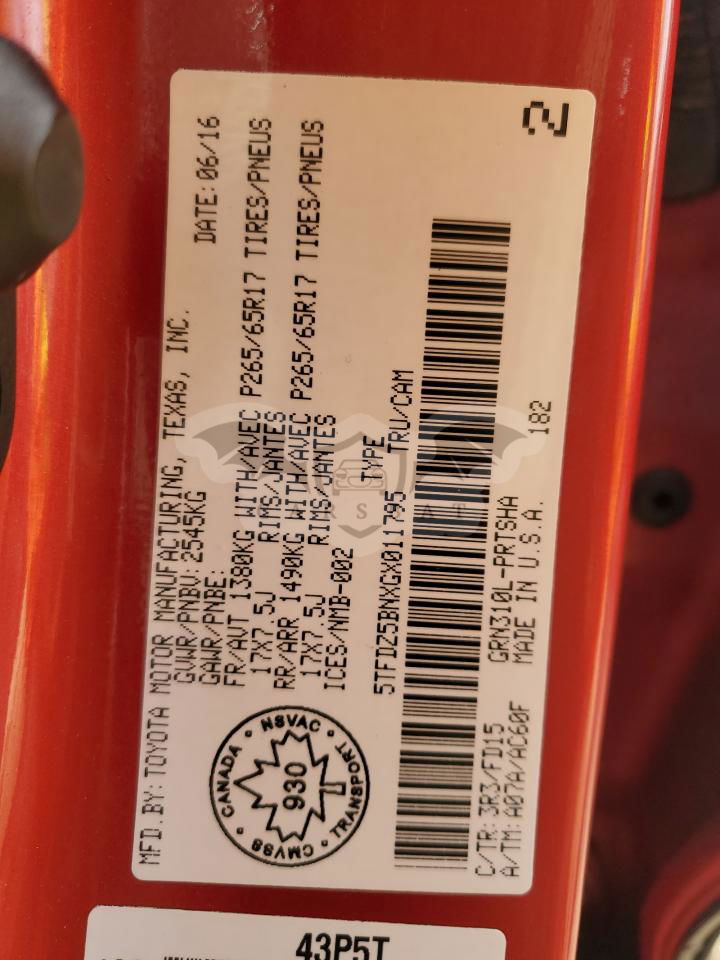 MFD. BY: TOYOTA MOTOR MANUFACTURING, TEXAS, INC.
GVWR/PNBV: 2545KG DATE: 06/16
GAWR/PNBE:
FR/AVT 1380KG WITH/AVEC P265/65R17 TIRES/PNEUS
17X7.5J RIMS/JANTES
RR/ARR 1490KG WITH/AVEC P265/65R17 TIRES/PNEUS
17X7.5J RIMS/JANTES
ICES/NMB-002
TYPE
5TFDZ5BNXGX011795 TRU/CAM
CANADA • NSVAC • TRANSPORT • CMVSS
930
C/TR: 3R3/FD15 GRN310L-PRTSHA
A/TM: A07A/AC60F MADE IN U.S.A. 182
2
CARSBAT
43P5T